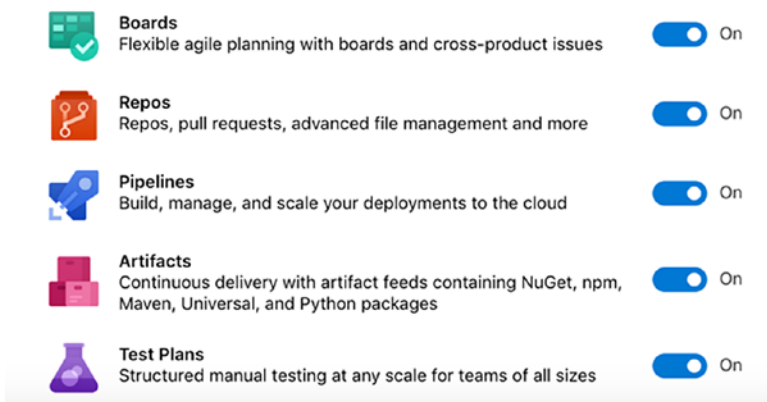 Boards
Flexible agile planning with boards and cross-product issues
On
Repos
Repos, pull requests, advanced file management and more
On
Pipelines
Build, manage, and scale your deployments to the cloud
On
Artifacts
Continuous delivery with artifact feeds containing NuGet, npm,
Maven, Universal, and Python packages
On
Test Plans
Structured manual testing at any scale for teams of all sizes
On